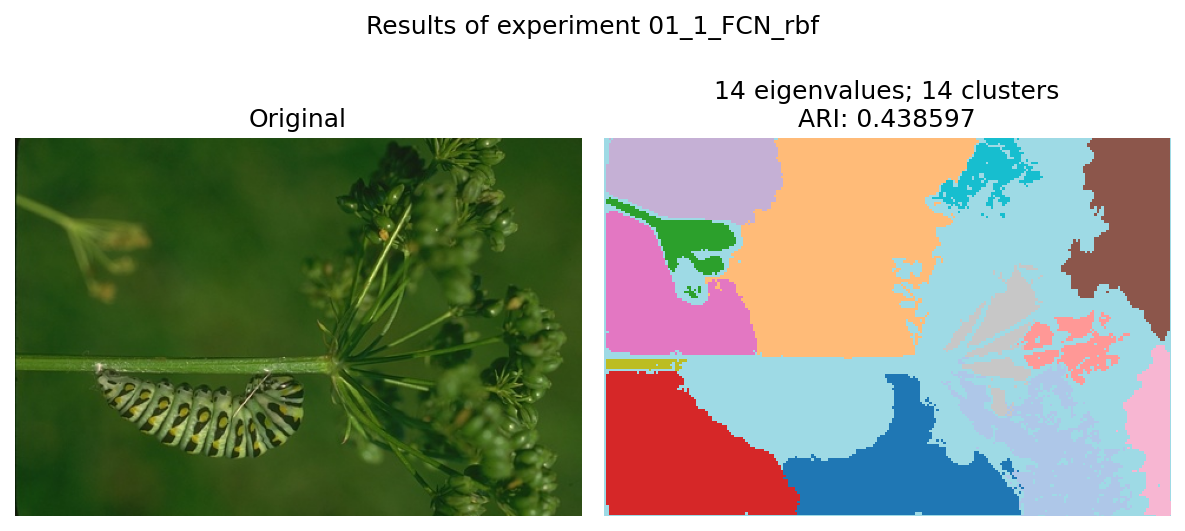 Results of experiment 01_1_FCN_rbf
Original
14 eigenvalues; 14 clusters
ARI: 0.438597